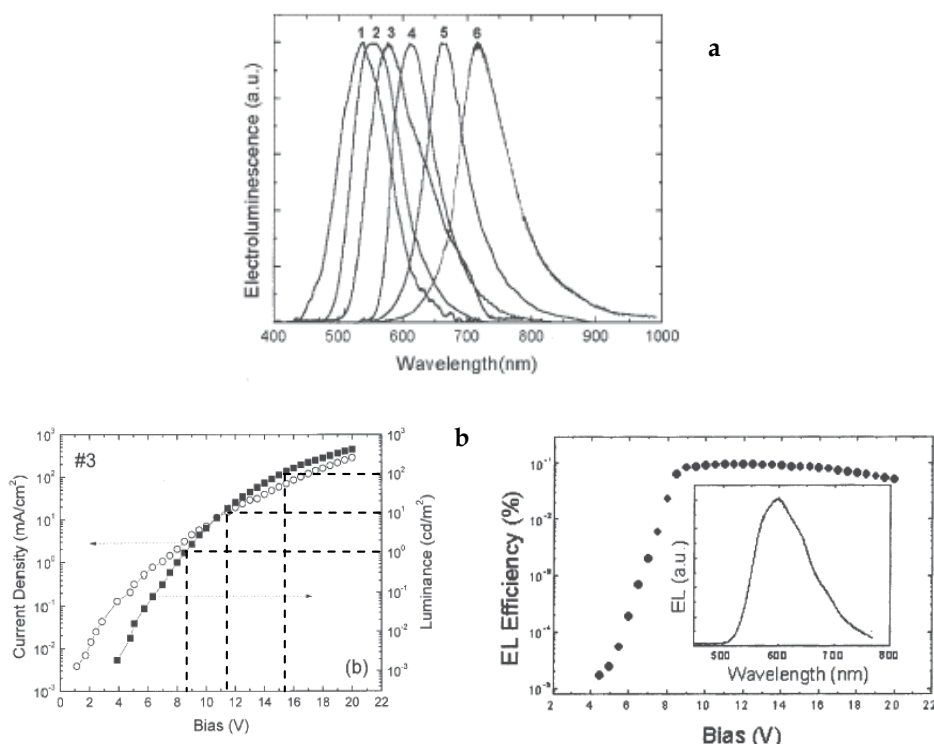 1 2 3 4 5 6
a
Electroluminescence (a.u.)
400 500 600 700 800 900 1000
Wavelength(nm)
b
#3
10³
10²
10¹
10⁰
10⁻¹
10⁻²
10⁻³
Current Density (mA/cm²)
10³
10²
10¹
10⁰
10⁻¹
10⁻²
10⁻³
Luminance (cd/m²)
(b)
0 2 4 6 8 10 12 14 16 18 20 22
Bias (V)
EL Efficiency (%)
EL (a.u.)
500 600 700 800
Wavelength (nm)
2 4 6 8 10 12 14 16 18 20 22
Bias (V)